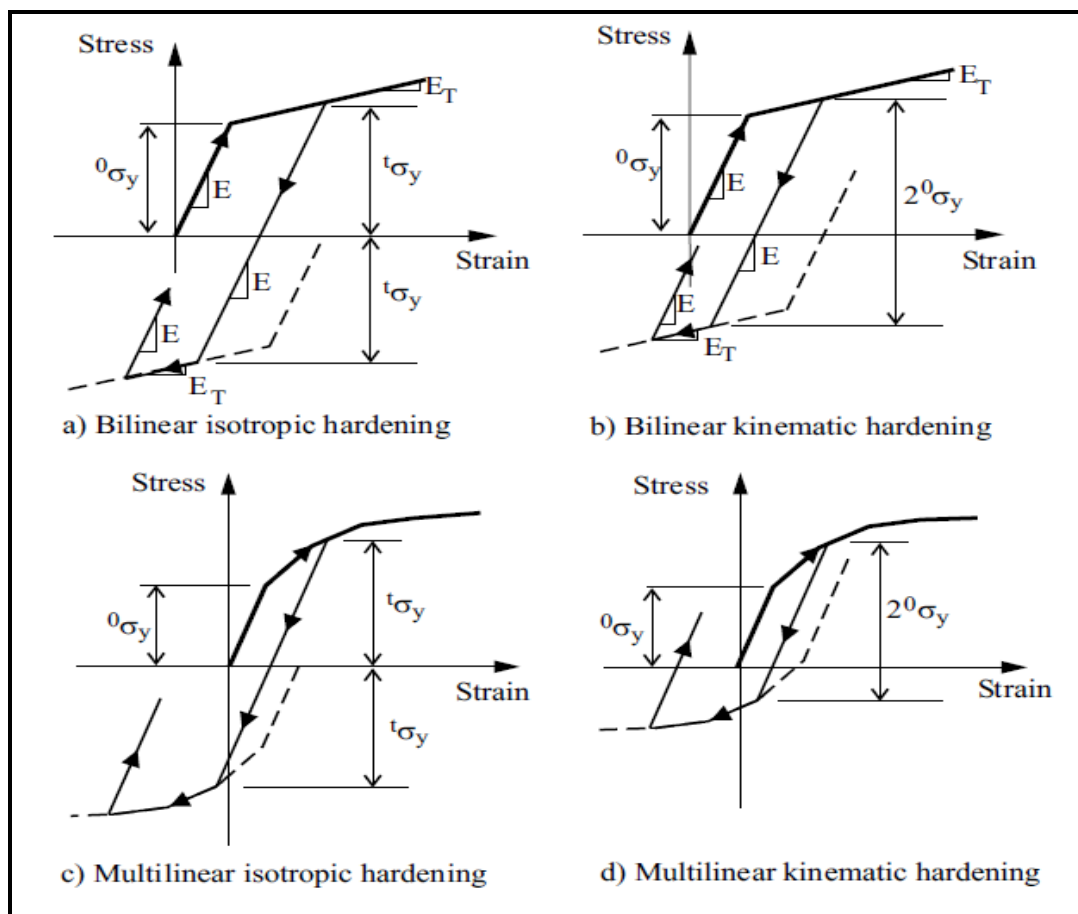 Stress
E_T
⁰σ_y
E
ᵗσ_y
Strain
E
ᵗσ_y
E
E_T
a) Bilinear isotropic hardening
Stress
E_T
⁰σ_y
E
2⁰σ_y
Strain
E
E
E_T
b) Bilinear kinematic hardening
Stress
⁰σ_y
ᵗσ_y
Strain
ᵗσ_y
c) Multilinear isotropic hardening
Stress
⁰σ_y
2⁰σ_y
Strain
d) Multilinear kinematic hardening